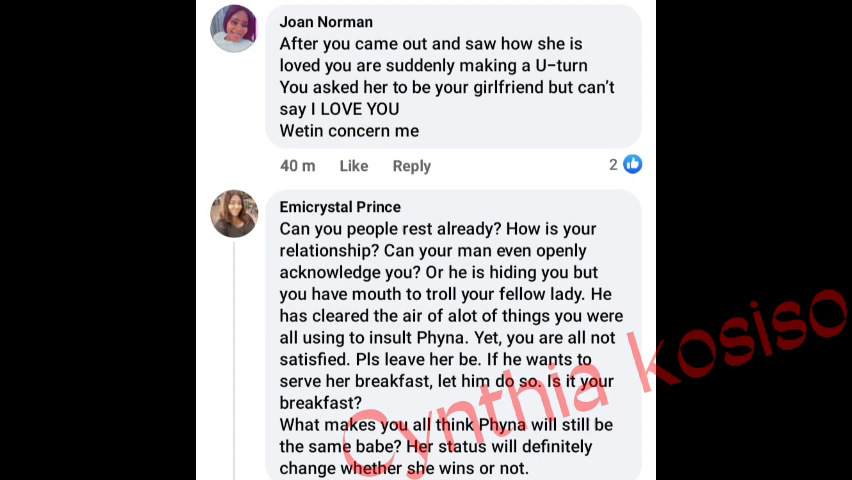 Joan Norman
After you came out and saw how she is
loved you are suddenly making a U-turn
You asked her to be your girlfriend but can't
say I LOVE YOU
Wetin concern me
40 m Like Reply 2
Emicrystal Prince
Can you people rest already? How is your
relationship? Can your man even openly
acknowledge you? Or he is hiding you but
you have mouth to troll your fellow lady. He
has cleared the air of alot of things you were
all using to insult Phyna. Yet, you are all not
satisfied. Pls leave her be. If he wants to
serve her breakfast, let him do so. Is it your
breakfast?
What makes you all think Phyna will still be
the same babe? Her status will definitely
change whether she wins or not.
Cynthia kosiso